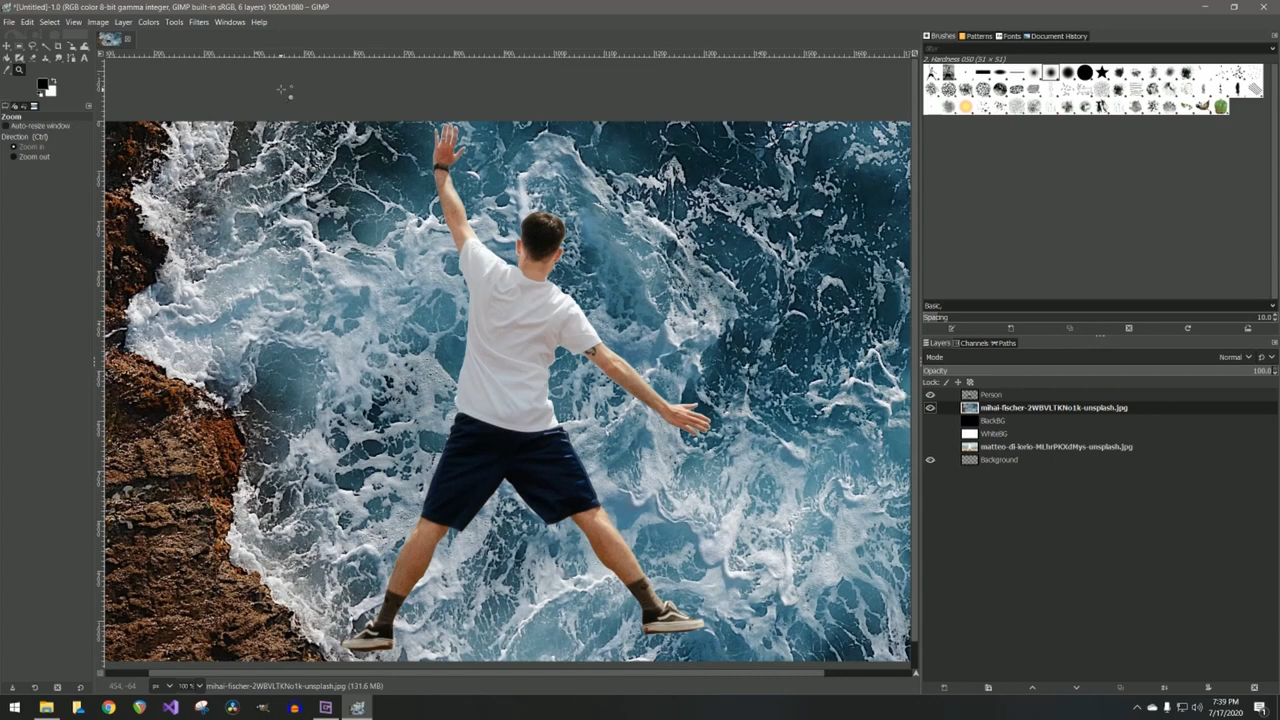 *[Untitled]-1.0 (RGB color 8-bit gamma integer, GIMP built-in sRGB, 6 layers) 1920x1080 – GIMP
File Edit Select View Image Layer Colors Tools Filters Windows Help
Brushes Patterns Fonts Document History
filter
2. Hardness 050 (51 × 51)
Zoom
Auto-resize window
Direction (Ctrl)
Zoom in
Zoom out
Basic,
Spacing 10.0
Layers Channels Paths
Mode Normal
Opacity 100.0
Lock:
Person
mihai-fischer-2WBVLTKNo1k-unsplash.jpg
BlackBG
WhiteBG
matteo-di-iorio-MLhrPKXdMys-unsplash.jpg
Background
454, -64 px 100 % mihai-fischer-2WBVLTKNo1k-unsplash.jpg (131.6 MB)
7:39 PM
7/17/2020